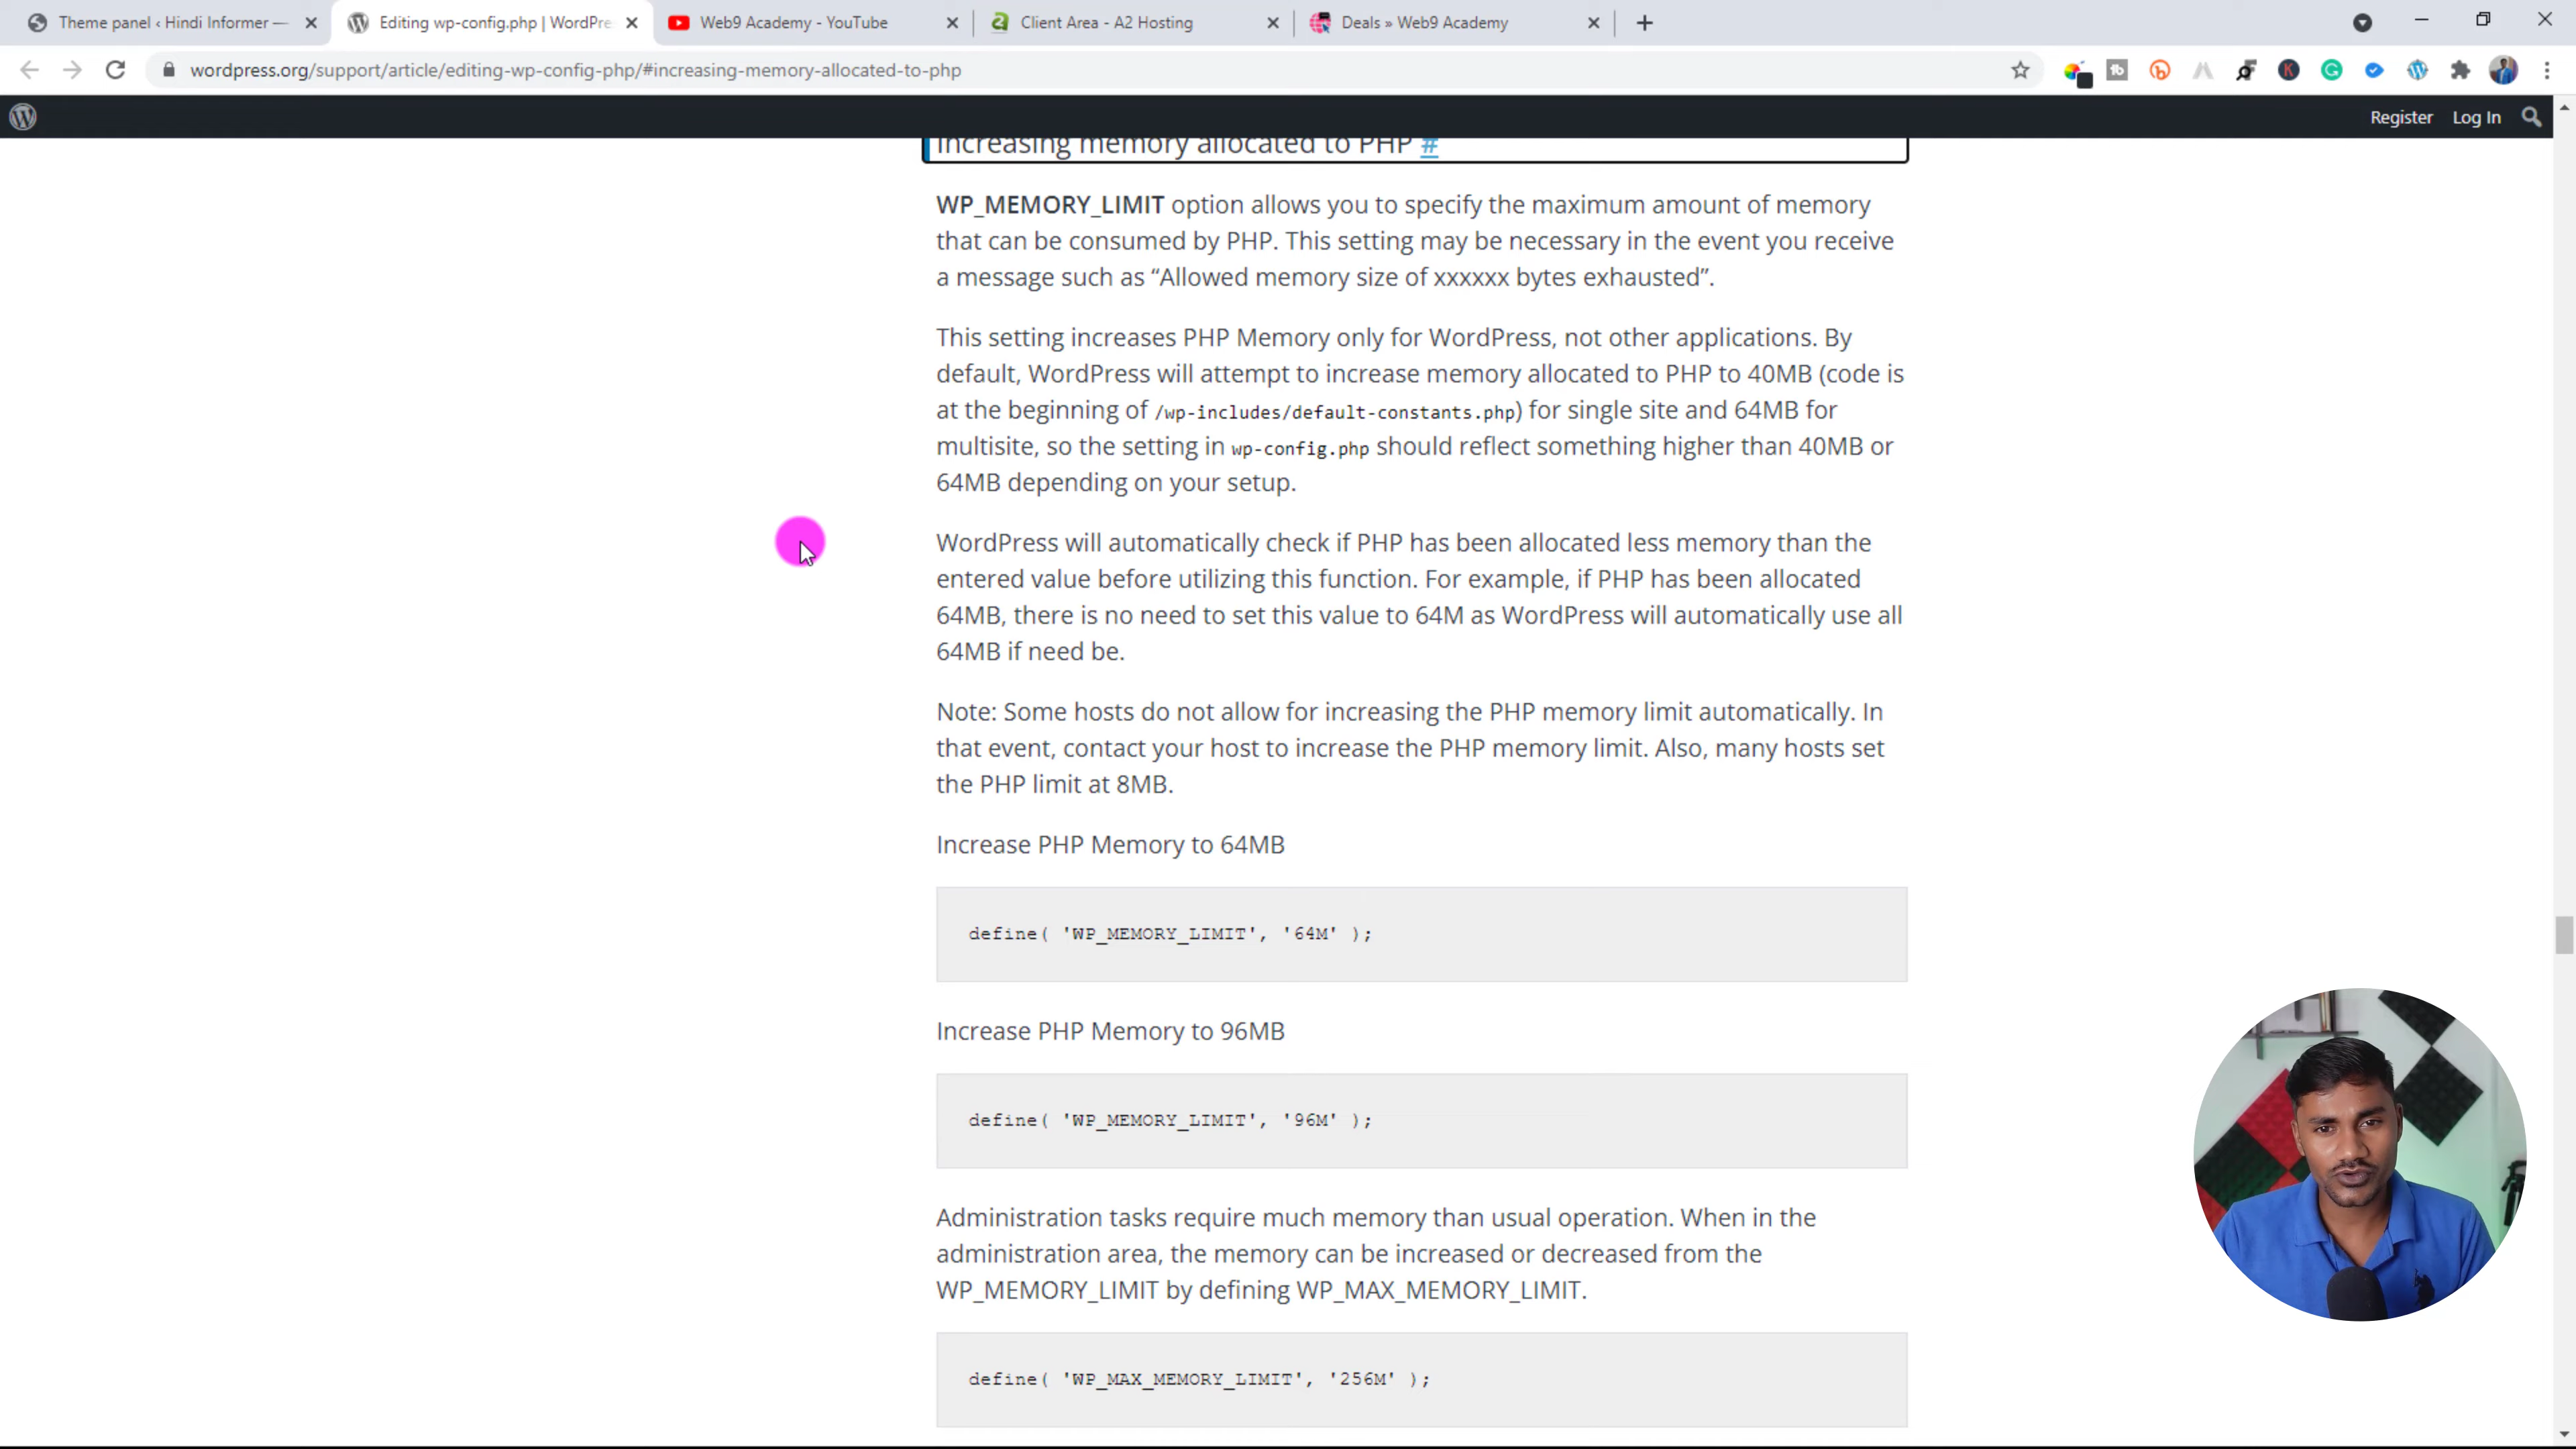 Theme panel ‹ Hindi Informer —
Editing wp-config.php | WordPre
Web9 Academy - YouTube
Client Area - A2 Hosting
Deals » Web9 Academy
wordpress.org/support/article/editing-wp-config-php/#increasing-memory-allocated-to-php
Register Log In
Increasing memory allocated to PHP #
WP_MEMORY_LIMIT option allows you to specify the maximum amount of memory
that can be consumed by PHP. This setting may be necessary in the event you receive
a message such as “Allowed memory size of xxxxxx bytes exhausted”.
This setting increases PHP Memory only for WordPress, not other applications. By
default, WordPress will attempt to increase memory allocated to PHP to 40MB (code is
at the beginning of /wp-includes/default-constants.php) for single site and 64MB for
multisite, so the setting in wp-config.php should reflect something higher than 40MB or
64MB depending on your setup.
WordPress will automatically check if PHP has been allocated less memory than the
entered value before utilizing this function. For example, if PHP has been allocated
64MB, there is no need to set this value to 64M as WordPress will automatically use all
64MB if need be.
Note: Some hosts do not allow for increasing the PHP memory limit automatically. In
that event, contact your host to increase the PHP memory limit. Also, many hosts set
the PHP limit at 8MB.
Increase PHP Memory to 64MB
define( 'WP_MEMORY_LIMIT', '64M' );
Increase PHP Memory to 96MB
define( 'WP_MEMORY_LIMIT', '96M' );
Administration tasks require much memory than usual operation. When in the
administration area, the memory can be increased or decreased from the
WP_MEMORY_LIMIT by defining WP_MAX_MEMORY_LIMIT.
define( 'WP_MAX_MEMORY_LIMIT', '256M' );